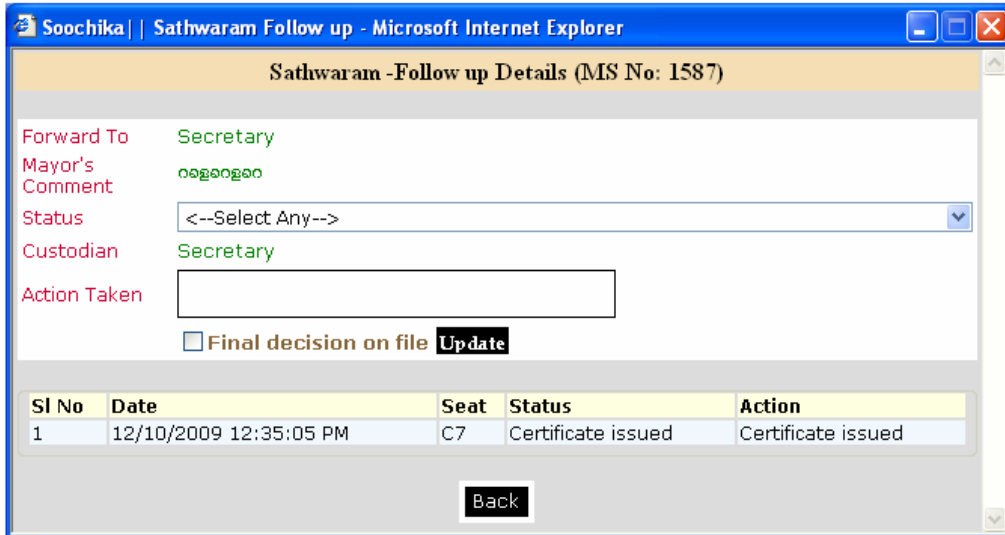 Soochika|| Sathwaram Follow up - Microsoft Internet Explorer
Sathwaram -Follow up Details (MS No: 1587)
Forward To Secretary
Mayor's
Comment
Status <--Select Any-->
Custodian Secretary
Action Taken
Final decision on file Update
Sl No Date Seat Status Action
1 12/10/2009 12:35:05 PM C7 Certificate issued Certificate issued
Back